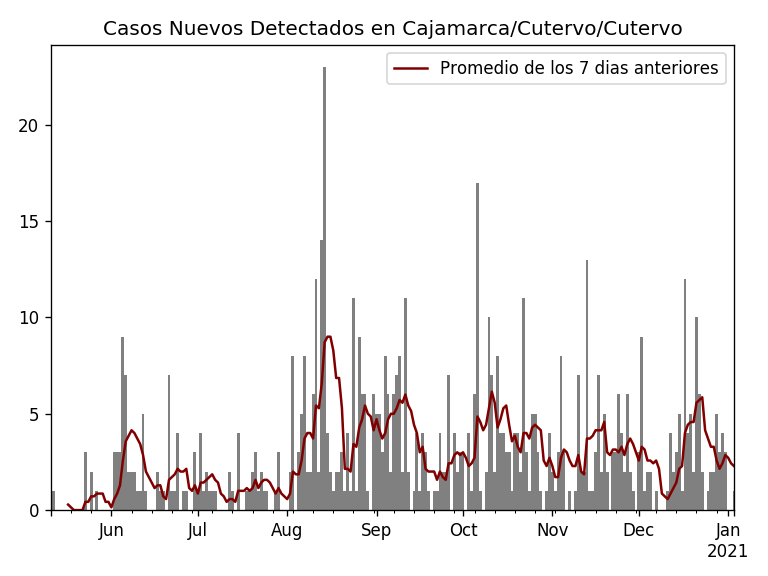 Casos Nuevos Detectados en Cajamarca/Cutervo/Cutervo
Promedio de los 7 dias anteriores
20
15
10
5
0
Jun Jul Aug Sep Oct Nov Dec Jan
2021